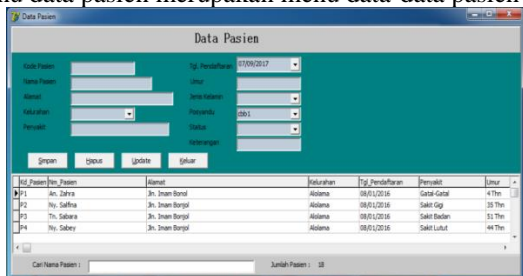 nu data pasien merupakan menu data-data pasien
Data Pasien
Data Pasien
Kode Pasien
Tgl. Pendaftaran 07/09/2017
Nama Pasien
Umur
Alamat
Jenis Kelamin
Kelurahan
Posyandu cbb1
Penyakit
Status
Keterangan
Simpan Hapus Update Keluar
Kd_Pasien Nm_Pasien Alamat Kelurahan Tgl_Pendaftaran Penyakit Umur
P1 An. Zahra Jln. Imam Bonol Alolama 08/01/2016 Gatal-Gatal 4 Thn
P2 Ny. Salfina Jln. Imam Bonjol Alolama 08/01/2016 Sakit Gigi 35 Thn
P3 Tn. Sabara Jln. Imam Bonjol Alolama 08/01/2016 Sakit Badan 51 Thn
P4 Ny. Sabey Jln. Imam Bonjol Alolama 08/01/2016 Sakit Lutut 44 Thn
Cari Nama Pasien : Jumlah Pasien : 18